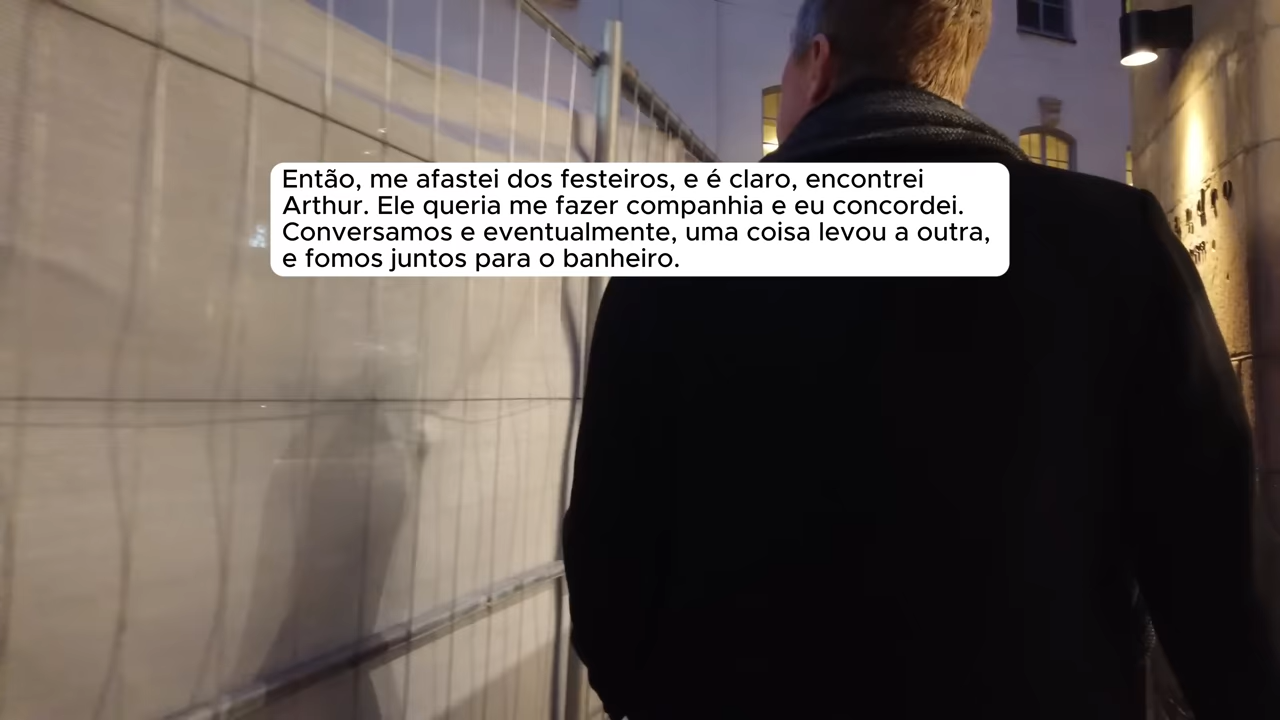 Então, me afastei dos festeiros, e é claro, encontrei
Arthur. Ele queria me fazer companhia e eu concordei.
Conversamos e eventualmente, uma coisa levou a outra,
e fomos juntos para o banheiro.